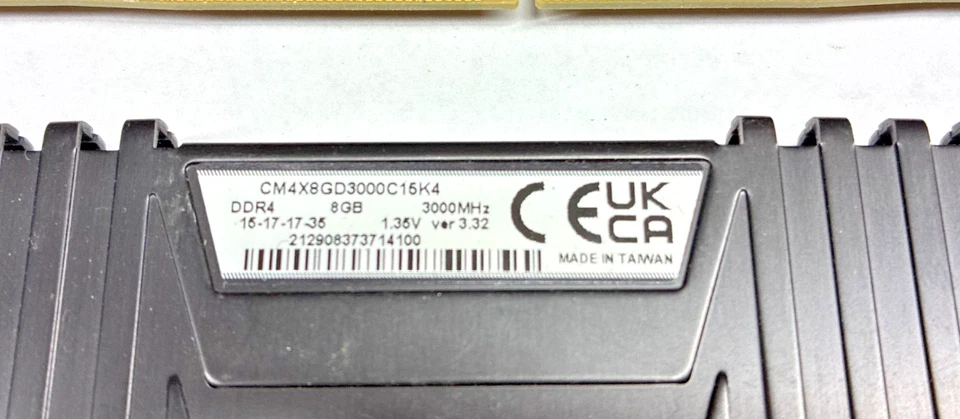 CM4X8GD3000C15K4
DDR4 8GB 3000MHz
15-17-17-35 1.35V ver 3.32
212908373714100
CE UK
CA
MADE IN TAIWAN